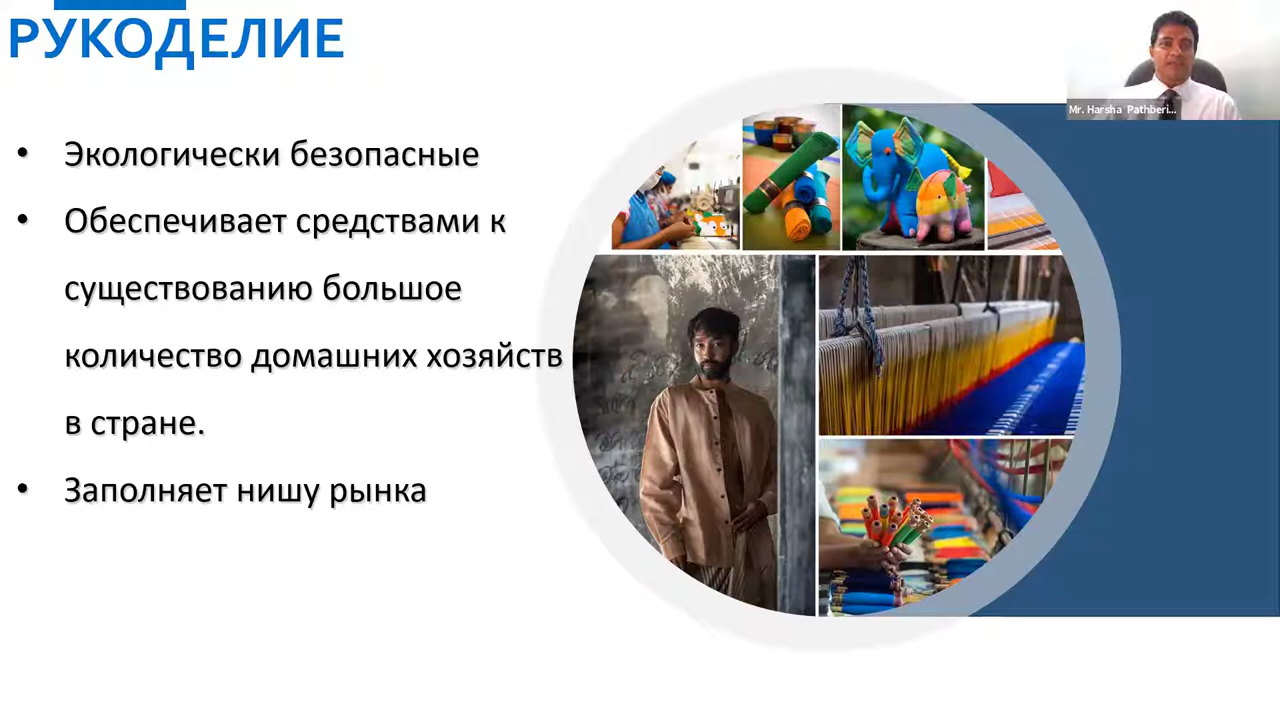 РУКОДЕЛИЕ
Mr. Harsha Pathberi...
• Экологически безопасные
• Обеспечивает средствами к
существованию большое
количество домашних хозяйств
в стране.
• Заполняет нишу рынка